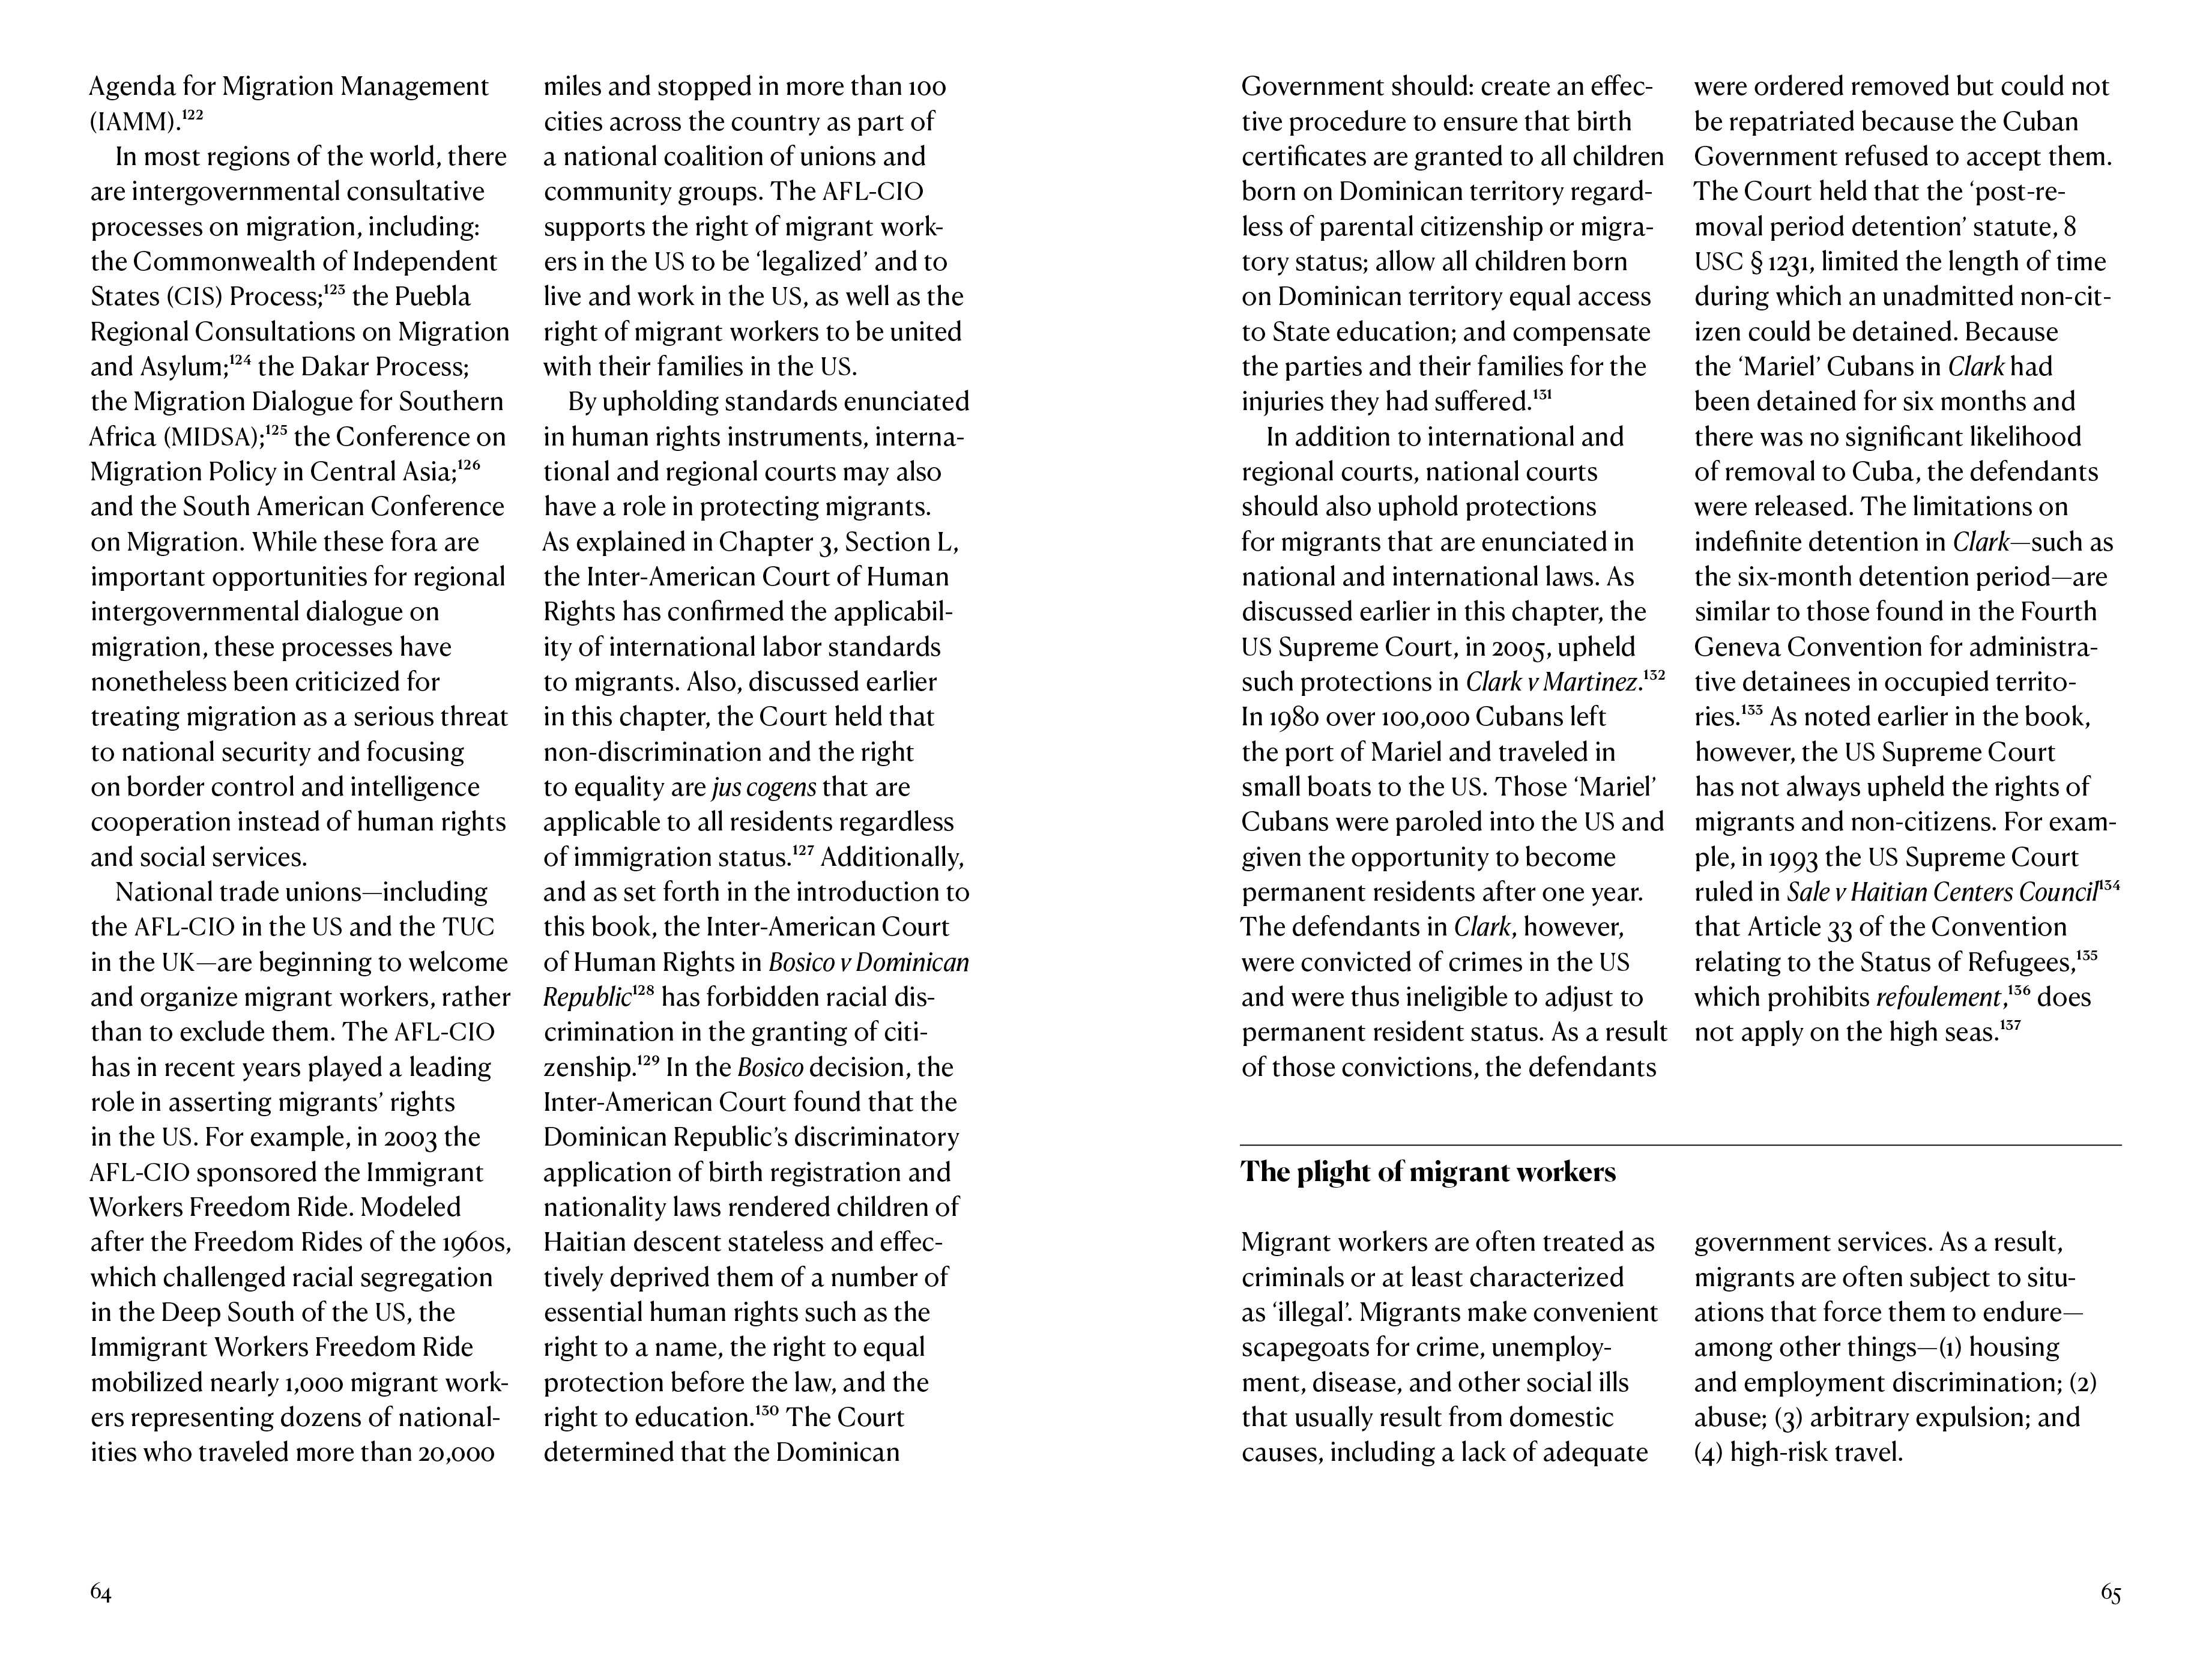 Agenda for Migration Management
(IAMM).122
In most regions of the world, there
are intergovernmental consultative
processes on migration, including:
the Commonwealth of Independent
States (CIS) Process;123 the Puebla
Regional Consultations on Migration
and Asylum;124 the Dakar Process;
the Migration Dialogue for Southern
Africa (MIDSA);125 the Conference on
Migration Policy in Central Asia;126
and the South American Conference
on Migration. While these fora are
important opportunities for regional
intergovernmental dialogue on
migration, these processes have
nonetheless been criticized for
treating migration as a serious threat
to national security and focusing
on border control and intelligence
cooperation instead of human rights
and social services.
National trade unions—including
the AFL-CIO in the US and the TUC
in the UK—are beginning to welcome
and organize migrant workers, rather
than to exclude them. The AFL-CIO
has in recent years played a leading
role in asserting migrants’ rights
in the US. For example, in 2003 the
AFL-CIO sponsored the Immigrant
Workers Freedom Ride. Modeled
after the Freedom Rides of the 1960s,
which challenged racial segregation
in the Deep South of the US, the
Immigrant Workers Freedom Ride
mobilized nearly 1,000 migrant work-
ers representing dozens of national-
ities who traveled more than 20,000
miles and stopped in more than 100
cities across the country as part of
a national coalition of unions and
community groups. The AFL-CIO
supports the right of migrant work-
ers in the US to be ‘legalized’ and to
live and work in the US, as well as the
right of migrant workers to be united
with their families in the US.
By upholding standards enunciated
in human rights instruments, interna-
tional and regional courts may also
have a role in protecting migrants.
As explained in Chapter 3, Section L,
the Inter-American Court of Human
Rights has confirmed the applicabil-
ity of international labor standards
to migrants. Also, discussed earlier
in this chapter, the Court held that
non-discrimination and the right
to equality are jus cogens that are
applicable to all residents regardless
of immigration status.127 Additionally,
and as set forth in the introduction to
this book, the Inter-American Court
of Human Rights in Bosico v Dominican
Republic128 has forbidden racial dis-
crimination in the granting of citi-
zenship.129 In the Bosico decision, the
Inter-American Court found that the
Dominican Republic’s discriminatory
application of birth registration and
nationality laws rendered children of
Haitian descent stateless and effec-
tively deprived them of a number of
essential human rights such as the
right to a name, the right to equal
protection before the law, and the
right to education.130 The Court
determined that the Dominican
64
Government should: create an effec-
tive procedure to ensure that birth
certificates are granted to all children
born on Dominican territory regard-
less of parental citizenship or migra-
tory status; allow all children born
on Dominican territory equal access
to State education; and compensate
the parties and their families for the
injuries they had suffered.131
In addition to international and
regional courts, national courts
should also uphold protections
for migrants that are enunciated in
national and international laws. As
discussed earlier in this chapter, the
US Supreme Court, in 2005, upheld
such protections in Clark v Martinez.132
In 1980 over 100,000 Cubans left
the port of Mariel and traveled in
small boats to the US. Those ‘Mariel’
Cubans were paroled into the US and
given the opportunity to become
permanent residents after one year.
The defendants in Clark, however,
were convicted of crimes in the US
and were thus ineligible to adjust to
permanent resident status. As a result
of those convictions, the defendants
were ordered removed but could not
be repatriated because the Cuban
Government refused to accept them.
The Court held that the ‘post-re-
moval period detention’ statute, 8
USC § 1231, limited the length of time
during which an unadmitted non-cit-
izen could be detained. Because
the ‘Mariel’ Cubans in Clark had
been detained for six months and
there was no significant likelihood
of removal to Cuba, the defendants
were released. The limitations on
indefinite detention in Clark—such as
the six-month detention period—are
similar to those found in the Fourth
Geneva Convention for administra-
tive detainees in occupied territo-
ries.133 As noted earlier in the book,
however, the US Supreme Court
has not always upheld the rights of
migrants and non-citizens. For exam-
ple, in 1993 the US Supreme Court
ruled in Sale v Haitian Centers Council134
that Article 33 of the Convention
relating to the Status of Refugees,135
which prohibits refoulement,136 does
not apply on the high seas.137
The plight of migrant workers
Migrant workers are often treated as
criminals or at least characterized
as ‘illegal’. Migrants make convenient
scapegoats for crime, unemploy-
ment, disease, and other social ills
that usually result from domestic
causes, including a lack of adequate
government services. As a result,
migrants are often subject to situ-
ations that force them to endure—
among other things—(1) housing
and employment discrimination; (2)
abuse; (3) arbitrary expulsion; and
(4) high-risk travel.
65